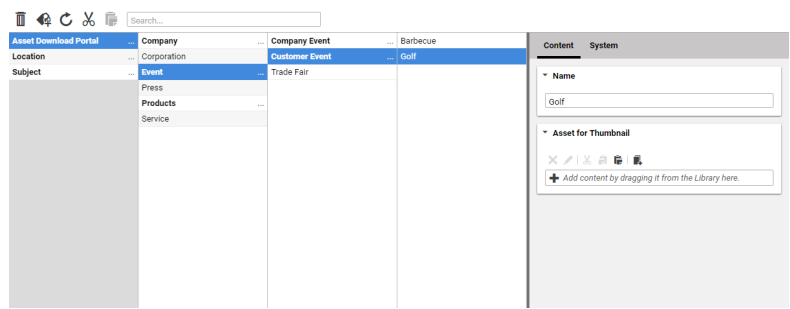 Search...
Asset Download Portal ...
Location ...
Subject ...
Company ...
Corporation
Event ...
Press
Products ...
Service
Company Event ...
Customer Event ...
Trade Fair
Barbecue
Golf
Content System
Name
Golf
Asset for Thumbnail
Add content by dragging it from the Library here.